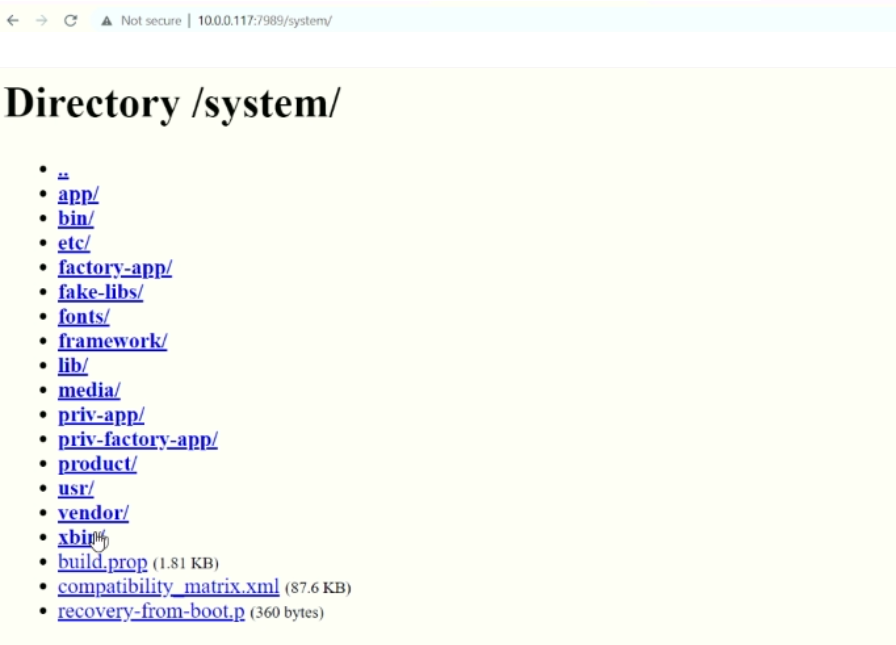 Not secure | 10.0.0.117:7989/system/
Directory /system/
..
app/
bin/
etc/
factory-app/
fake-libs/
fonts/
framework/
lib/
media/
priv-app/
priv-factory-app/
product/
usr/
vendor/
xbin/
build.prop (1.81 KB)
compatibility_matrix.xml (87.6 KB)
recovery-from-boot.p (360 bytes)